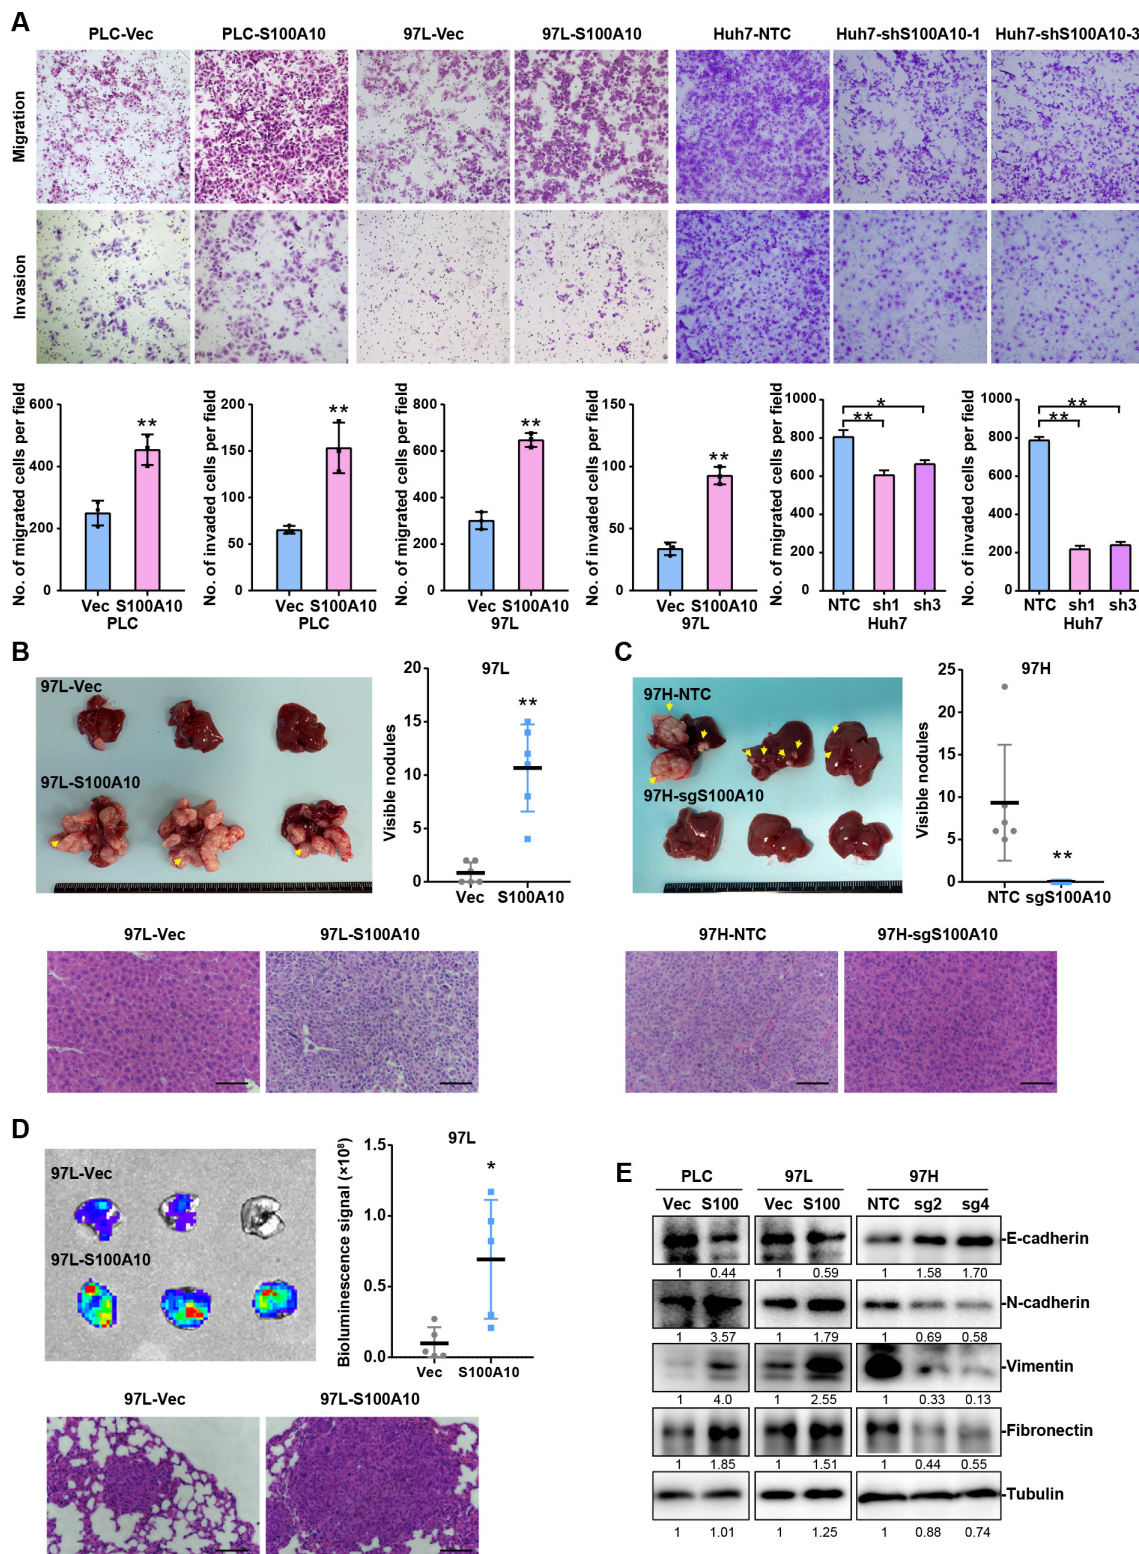 A
PLC-Vec PLC-S100A10 97L-Vec 97L-S100A10 Huh7-NTC Huh7-shS100A10-1 Huh7-shS100A10-3
Migration
Invasion
No. of migrated cells per field
600
400
200
0
**
Vec S100A10
PLC
No. of invaded cells per field
200
150
100
50
0
**
Vec S100A10
PLC
No. of migrated cells per field
800
600
400
200
0
**
Vec S100A10
97L
No. of invaded cells per field
150
100
50
0
**
Vec S100A10
97L
No. of migrated cells per field
1000
800
600
400
200
0
*
**
NTC sh1 sh3
Huh7
No. of invaded cells per field
1000
800
600
400
200
0
**
**
NTC sh1 sh3
Huh7
B
97L-Vec
97L-S100A10
97L
Visible nodules
20
15
10
5
0
**
Vec S100A10
97L-Vec 97L-S100A10
C
97H-NTC
97H-sgS100A10
97H
Visible nodules
25
20
15
10
5
0
**
NTC sgS100A10
97H-NTC 97H-sgS100A10
D
97L-Vec
97L-S100A10
97L
Bioluminescence signal (×10⁸)
1.5
1.0
0.5
0.0
*
Vec S100A10
97L-Vec 97L-S100A10
E
PLC 97L 97H
Vec S100 Vec S100 NTC sg2 sg4
-E-cadherin
1 0.44 1 0.59 1 1.58 1.70
-N-cadherin
1 3.57 1 1.79 1 0.69 0.58
-Vimentin
1 4.0 1 2.55 1 0.33 0.13
-Fibronectin
1 1.85 1 1.51 1 0.44 0.55
-Tubulin
1 1.01 1 1.25 1 0.88 0.74